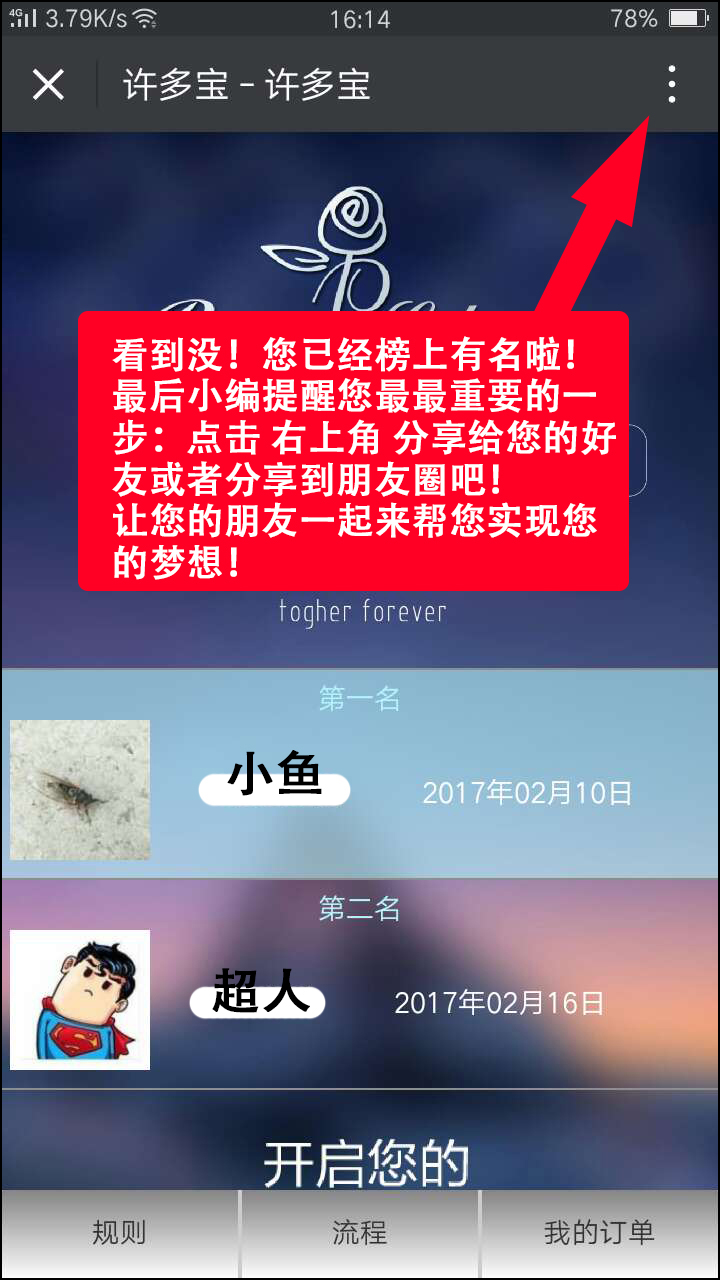 4G 3.79K/s 16:14 78%
许多宝 - 许多宝
看到没！您已经榜上有名啦！
最后小编提醒您最最重要的一
步：点击 右上角 分享给您的好
友或者分享到朋友圈吧！
让您的朋友一起来帮您实现您
的梦想！
togher forever
第一名
小鱼
2017年02月10日
第二名
超人
2017年02月16日
开启您的
规则 流程 我的订单